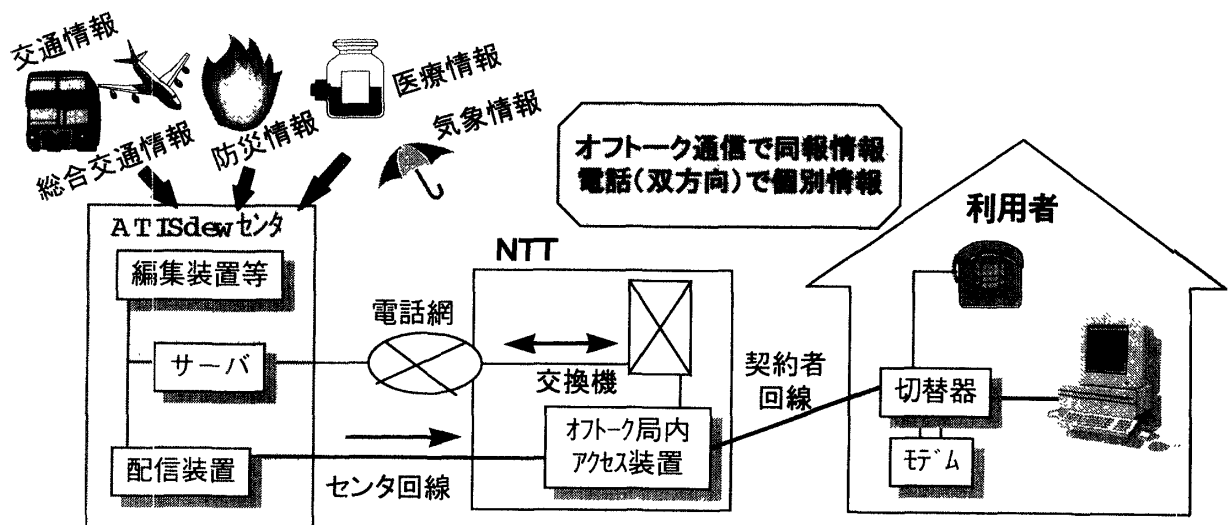 交通情報
総合交通情報
防災情報
医療情報
気象情報
オフトーク通信で同報情報
電話(双方向)で個別情報
利用者
ATISdewセンタ
編集装置等
サーバ
配信装置
電話網
センタ回線
NTT
交換機
オフトーク局内
アクセス装置
契約者
回線
切替器
モデム